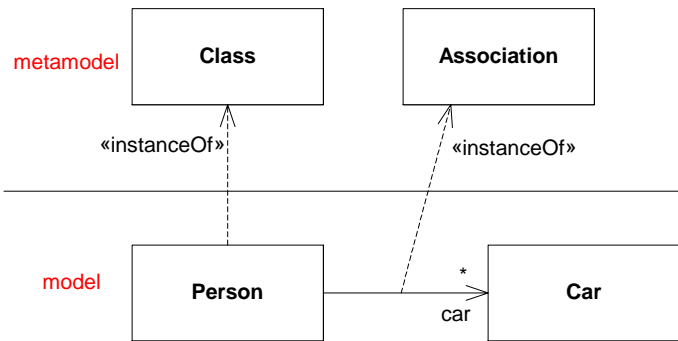 metamodel
Class
Association
«instanceOf»
«instanceOf»
model
Person
*
car
Car